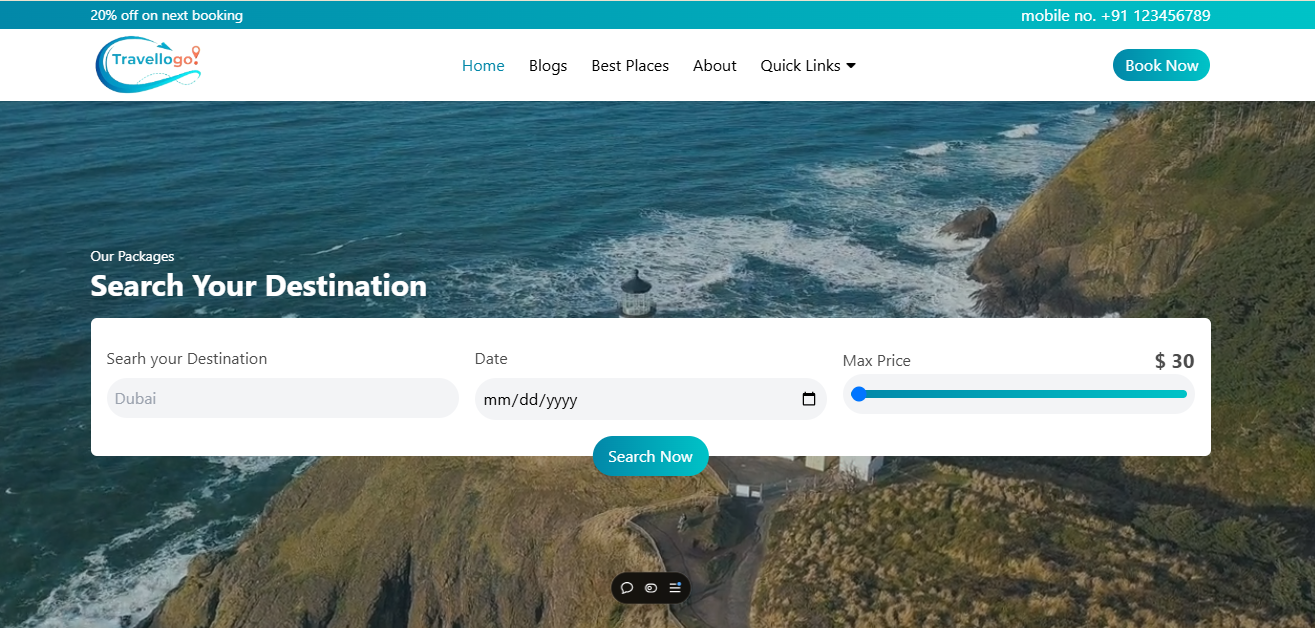 20% off on next booking
mobile no. +91 123456789
Travellogo
Home
Blogs
Best Places
About
Quick Links
Book Now
Our Packages
Search Your Destination
Searh your Destination
Date
Max Price
$ 30
Dubai
mm/dd/yyyy
Search Now